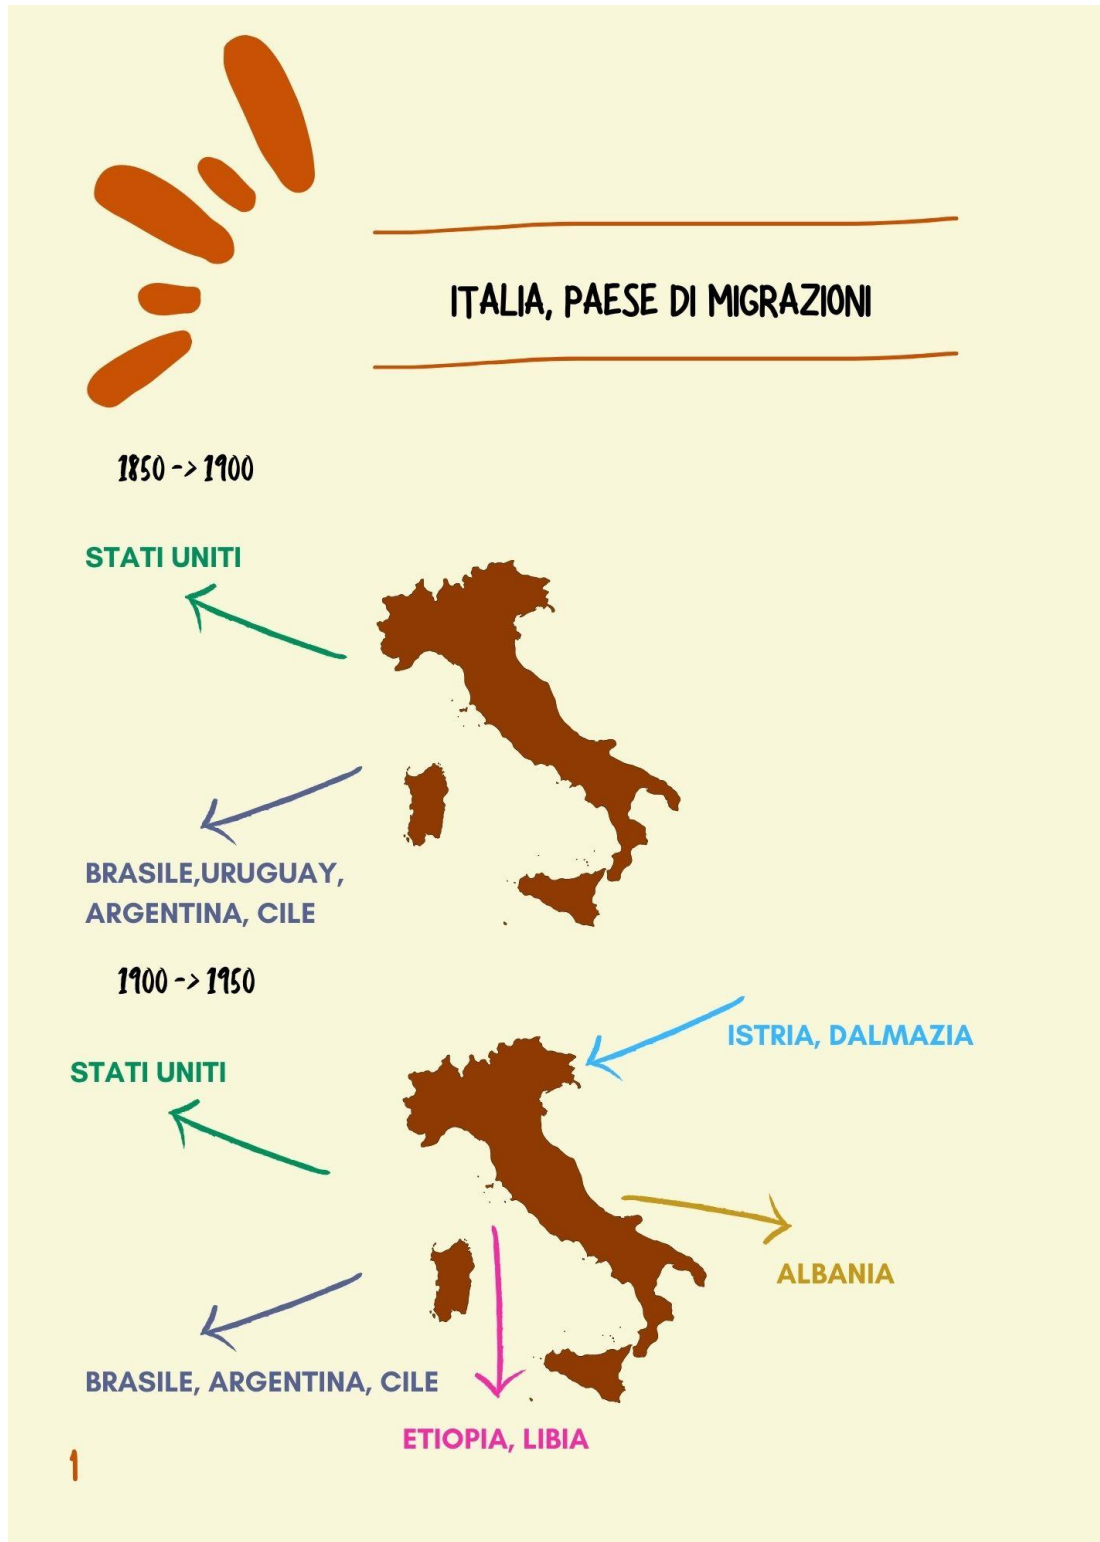 ITALIA, PAESE DI MIGRAZIONI
1850 -> 1900
STATI UNITI
BRASILE,URUGUAY,
ARGENTINA, CILE
1900 -> 1950
ISTRIA, DALMAZIA
STATI UNITI
ALBANIA
BRASILE, ARGENTINA, CILE
ETIOPIA, LIBIA
1